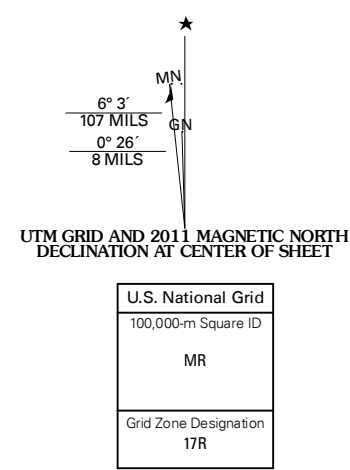 ★
MN
6° 3´
107 MILS
GN
0° 26´
8 MILS
UTM GRID AND 2011 MAGNETIC NORTH
DECLINATION AT CENTER OF SHEET
U.S. National Grid
100,000-m Square ID
MR
Grid Zone Designation
17R